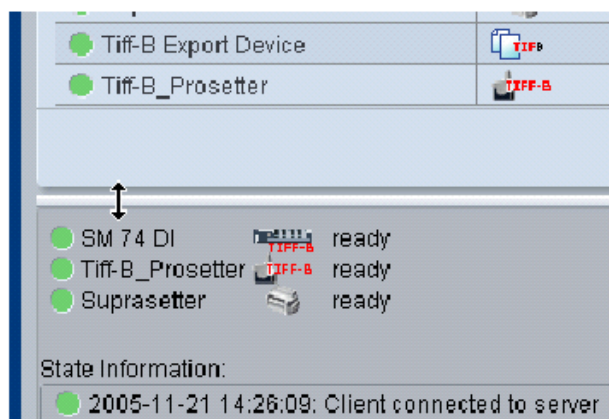 Tiff-B Export Device TIFB
Tiff-B_Prosetter TIFF-B
SM 74 DI TIFF-B ready
Tiff-B_Prosetter TIFF-B ready
Suprasetter ready
State Information:
2005-11-21 14:26:09: Client connected to server